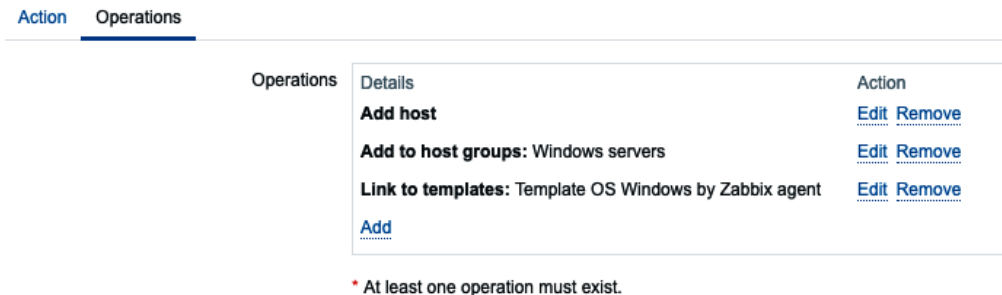 Action Operations
Operations Details Action
Add host Edit Remove
Add to host groups: Windows servers Edit Remove
Link to templates: Template OS Windows by Zabbix agent Edit Remove
Add
* At least one operation must exist.